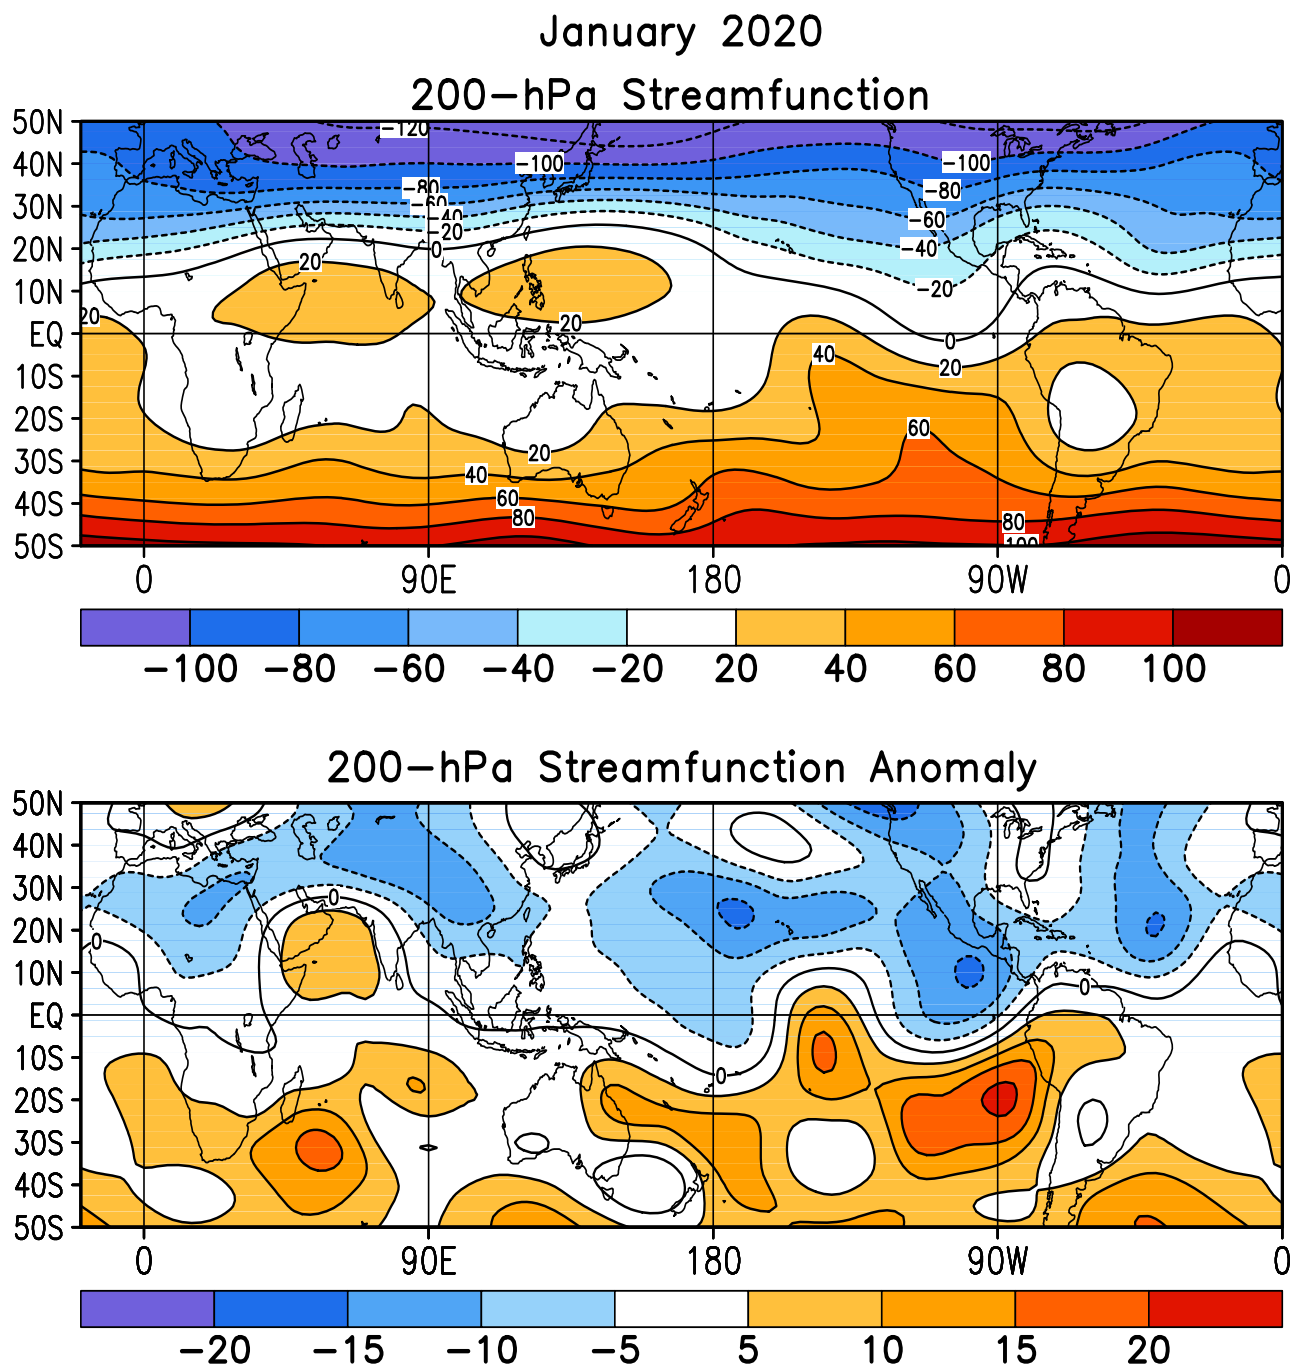 January 2020
200-hPa Streamfunction
50N
40N
30N
20N
10N
EQ
10S
20S
30S
40S
50S
-120
-100
-100
-80
-80
-60
-60
-40
-40
-20
-20
0
0
20
20
20
20
40
60
20
40
60
80
80
100
0 90E 180 90W 0
-100 -80 -60 -40 -20 20 40 60 80 100
200-hPa Streamfunction Anomaly
50N
40N
30N
20N
10N
EQ
10S
20S
30S
40S
50S
0
0
0
0
0 90E 180 90W 0
-20 -15 -10 -5 5 10 15 20